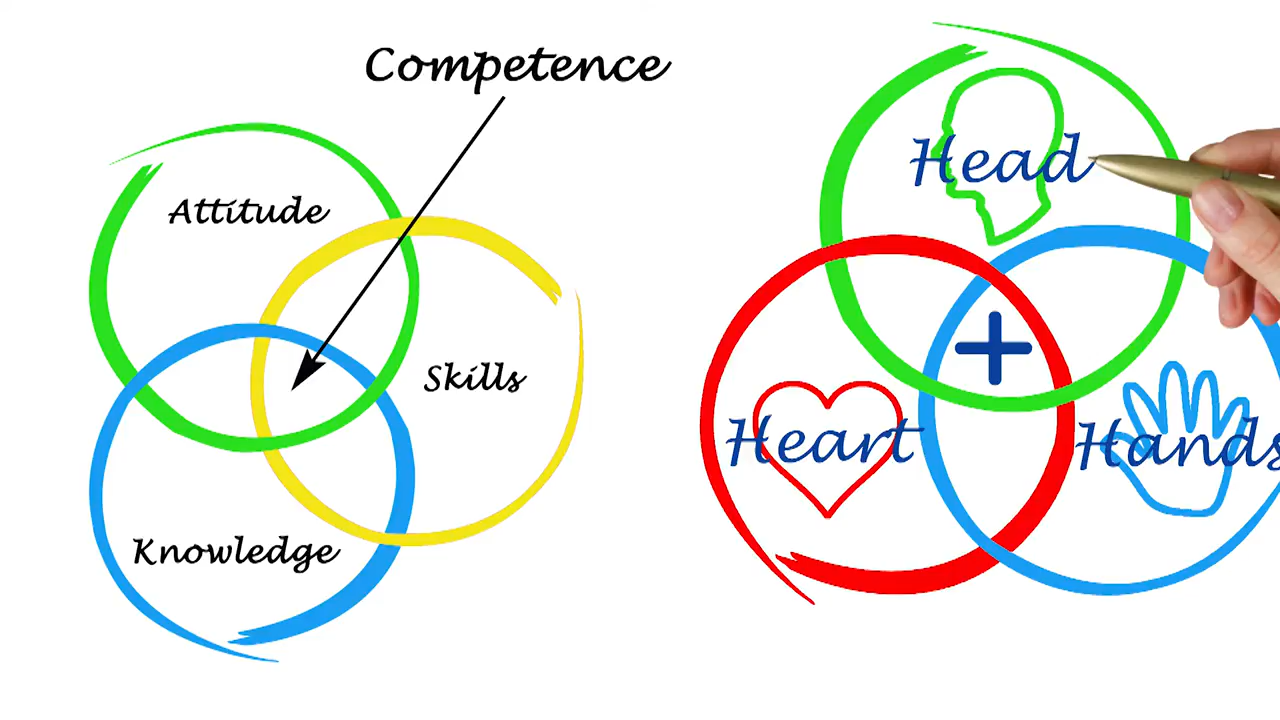 Competence
Attitude
Skills
Knowledge
Head
+
Heart
Hands